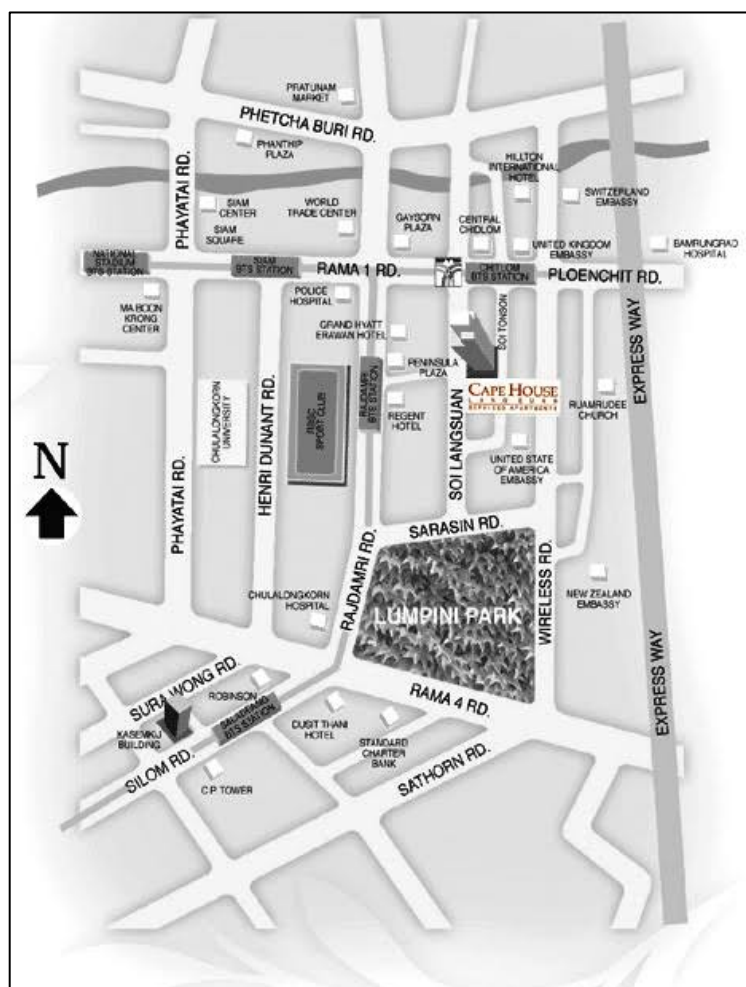 PRATUNAM
MARKET
PHETCHA BURI RD.
PHANTHIP
PLAZA
PHAYATAI RD.
HILLTON
INTERNATIONAL
HOTEL
SWITZERLAND
EMBASSY
SIAM
CENTER
SIAM
SQUARE
WORLD
TRADE CENTER
GAYSORN
PLAZA
CENTRAL
CHIDLOM
UNITED KINGDOM
EMBASSY
BAMRUNGRAD
HOSPITAL
NATIONAL
STADIUM BTS
STATION
SIAM
BTS STATION
RAMA 1 RD.
CHITLOM
BTS STATION
PLOENCHIT RD.
MA BOON
KRONG
CENTER
POLICE
HOSPITAL
GRAND HYATT
ERAWAN HOTEL
PENINSULA
PLAZA
RAJDAMRI
BTS STATION
REGENT
HOTEL
SOI TONSON
CAPE HOUSE
LANGSUAN
SERVICED APARTMENTS
SOI LANGSUAN
RUAMRUDEE
CHURCH
EXPRESS WAY
CHULALONGKORN
UNIVERSITY
HENRI DUNANT RD.
RBSC
SPORT CLUB
UNITED STATE
OF AMERICA
EMBASSY
N
PHAYATAI RD.
SARASIN RD.
RAJDAMRI RD.
WIRELESS RD.
LUMPINI PARK
NEW ZEALAND
EMBASSY
CHULALONGKORN
HOSPITAL
SURA WONG RD.
ROBINSON
SALADAENG
BTS STATION
KASEMKIJ
BUILDING
SILOM RD.
DUSIT THANI
HOTEL
STANDARD
CHARTER
BANK
RAMA 4 RD.
SATHORN RD.
C.P. TOWER
EXPRESS WAY